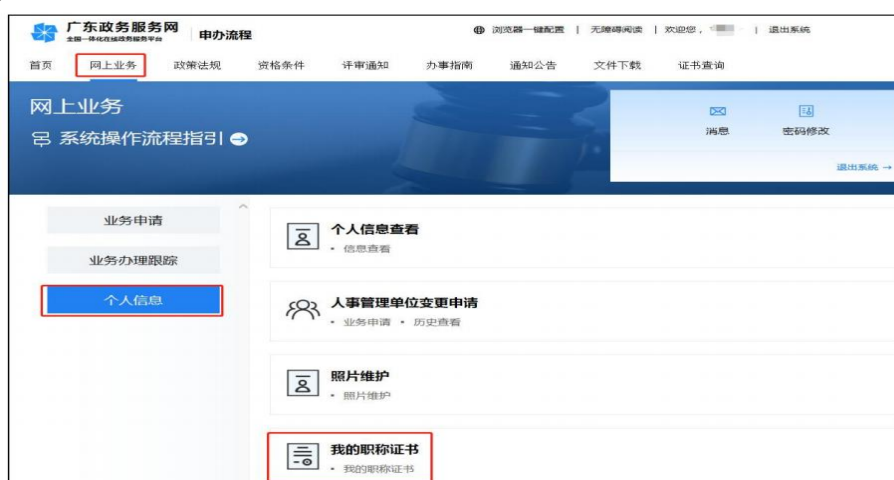 广东政务服务网
全国一体化在线政务服务平台
申办流程
浏览器一键配置 | 无障碍阅读 | 欢迎您， | 退出系统
首页 网上业务 政策法规 资格条件 评审通知 办事指南 通知公告 文件下载 证书查询
网上业务
系统操作流程指引
消息 密码修改
退出系统 →
业务申请
业务办理跟踪
个人信息
个人信息查看
• 信息查看
人事管理单位变更申请
• 业务申请 • 历史查看
照片维护
• 照片维护
我的职称证书
• 我的职称证书